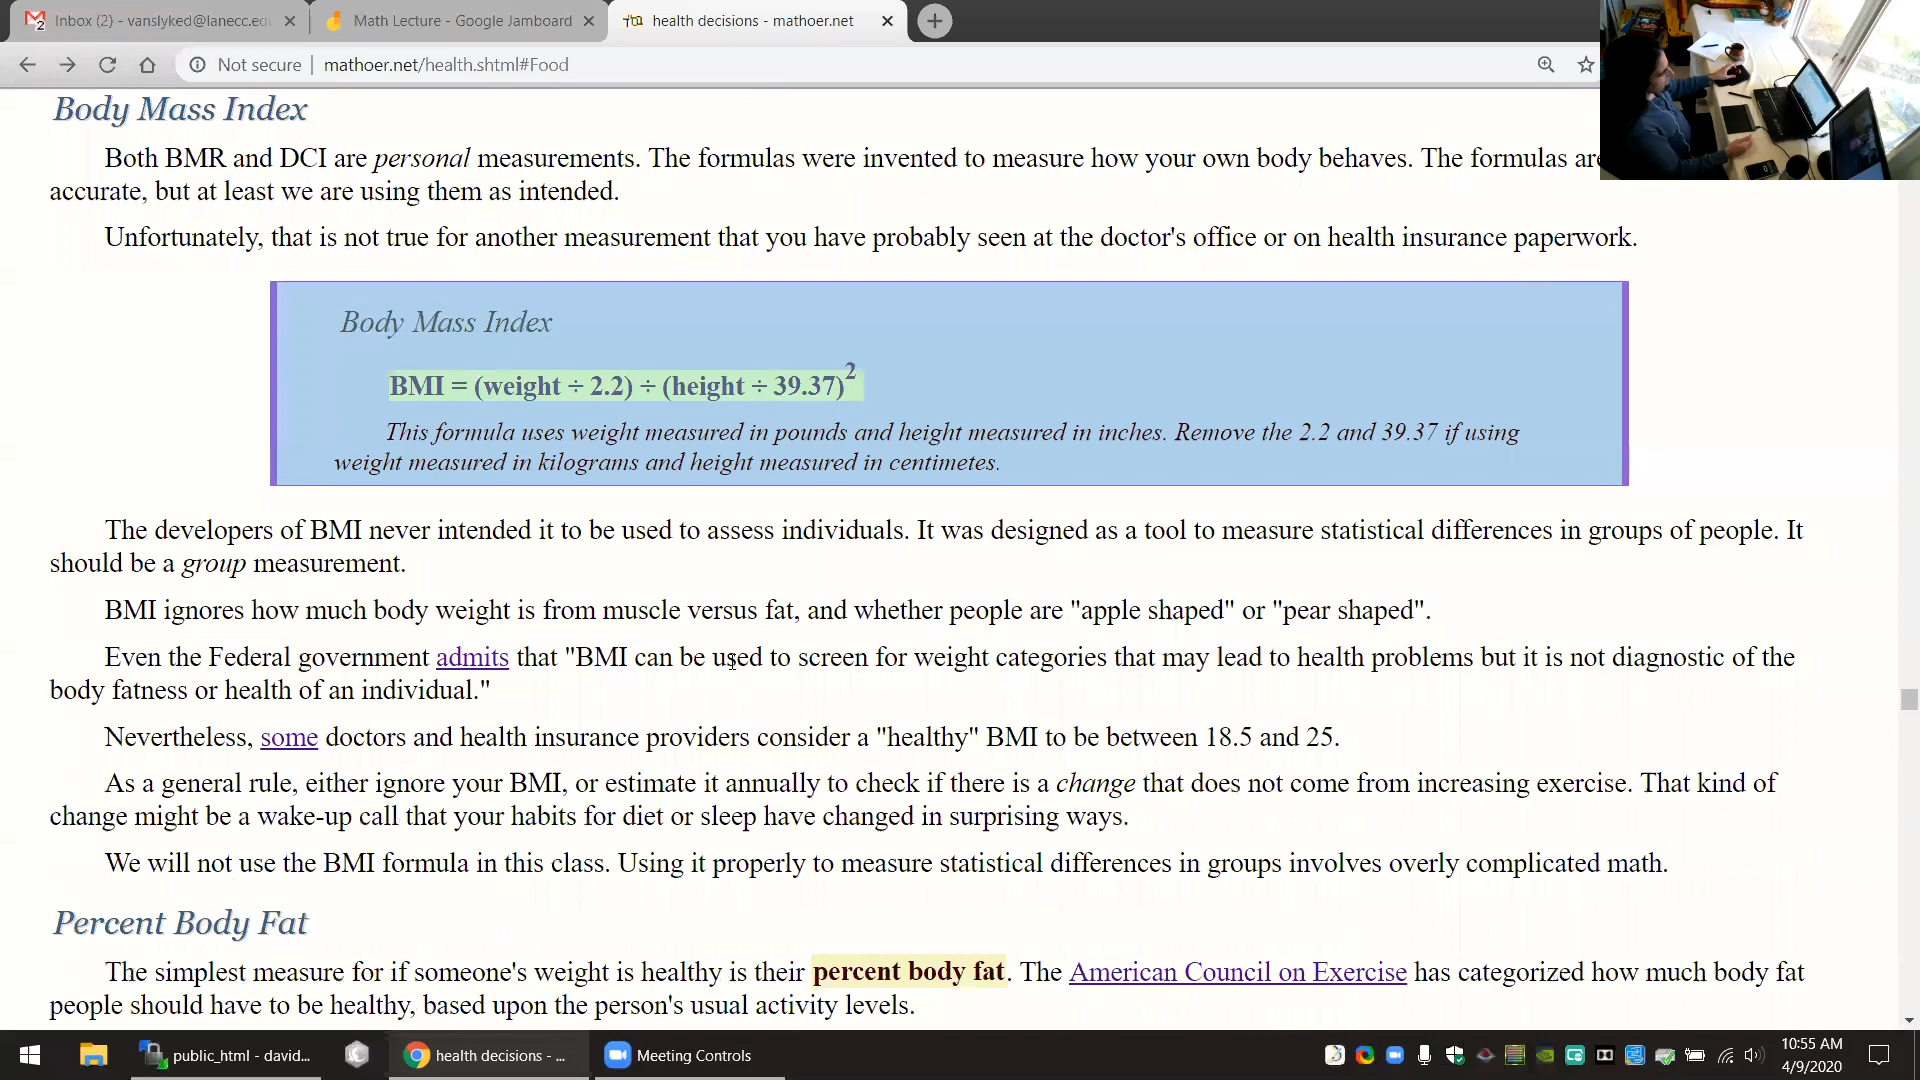 Inbox (2) - vanslyked@lanecc.edu
Math Lecture - Google Jamboard
health decisions - mathoer.net
Not secure | mathoer.net/health.shtml#Food
Body Mass Index
Both BMR and DCI are personal measurements. The formulas were invented to measure how your own body behaves. The formulas are
accurate, but at least we are using them as intended.
Unfortunately, that is not true for another measurement that you have probably seen at the doctor's office or on health insurance paperwork.
Body Mass Index
BMI = (weight ÷ 2.2) ÷ (height ÷ 39.37)²
This formula uses weight measured in pounds and height measured in inches. Remove the 2.2 and 39.37 if using
weight measured in kilograms and height measured in centimetes.
The developers of BMI never intended it to be used to assess individuals. It was designed as a tool to measure statistical differences in groups of people. It
should be a group measurement.
BMI ignores how much body weight is from muscle versus fat, and whether people are "apple shaped" or "pear shaped".
Even the Federal government admits that "BMI can be used to screen for weight categories that may lead to health problems but it is not diagnostic of the
body fatness or health of an individual."
Nevertheless, some doctors and health insurance providers consider a "healthy" BMI to be between 18.5 and 25.
As a general rule, either ignore your BMI, or estimate it annually to check if there is a change that does not come from increasing exercise. That kind of
change might be a wake-up call that your habits for diet or sleep have changed in surprising ways.
We will not use the BMI formula in this class. Using it properly to measure statistical differences in groups involves overly complicated math.
Percent Body Fat
The simplest measure for if someone's weight is healthy is their percent body fat. The American Council on Exercise has categorized how much body fat
people should have to be healthy, based upon the person's usual activity levels.
public_html - david...
health decisions - ...
Meeting Controls
10:55 AM
4/9/2020